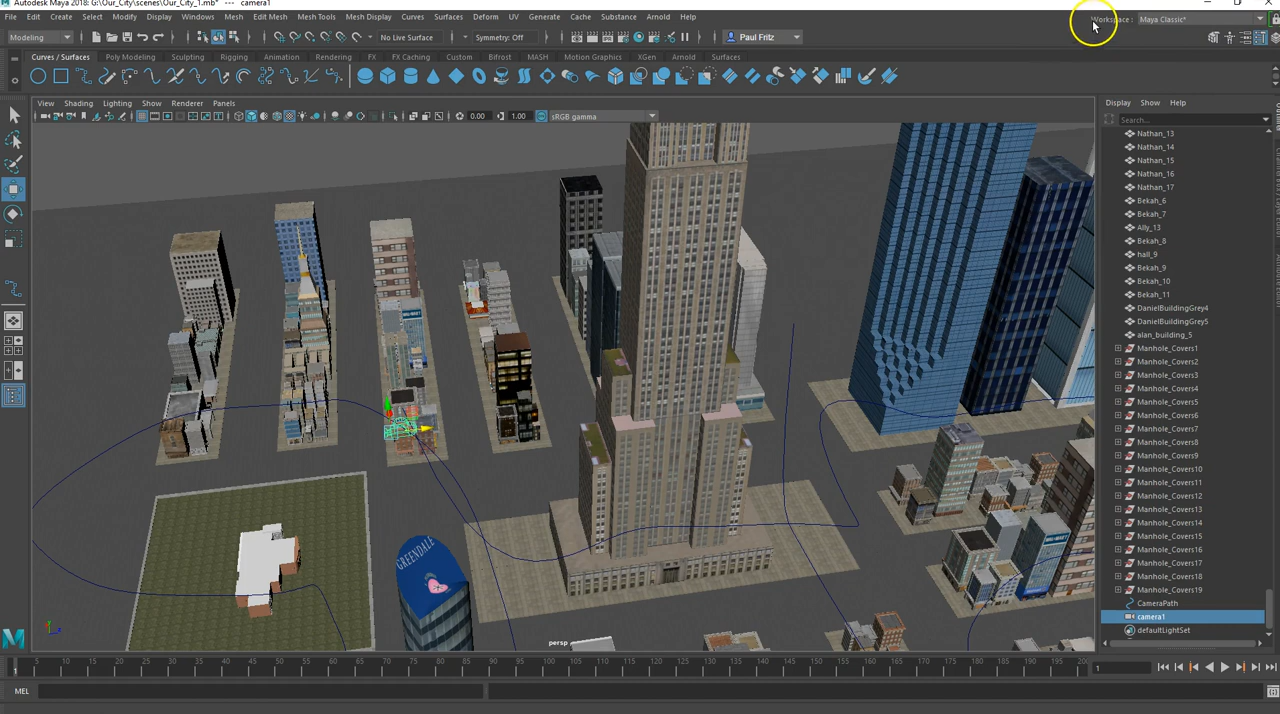 Autodesk Maya 2018: G:\Our_City\scenes\Our_City_1.mb* --- camera1
File Edit Create Select Modify Display Windows Mesh Edit Mesh Mesh Tools Mesh Display Curves Surfaces Deform UV Generate Cache Substance Arnold Help
Workspace : Maya Classic*
Modeling No Live Surface Symmetry: Off Paul Fritz
Curves / Surfaces Poly Modeling Sculpting Rigging Animation Rendering FX FX Caching Custom Bifrost MASH Motion Graphics XGen Arnold Surfaces
View Shading Lighting Show Renderer Panels
Display Show Help
0.00 1.00 sRGB gamma
Search...
Nathan_13
Nathan_14
Nathan_15
Nathan_16
Nathan_17
Bekah_6
Bekah_7
Ally_13
Bekah_8
hall_9
Bekah_9
Bekah_10
Bekah_11
DanielBuildingGrey4
DanielBuildingGrey5
alan_building_5
Manhole_Covers1
Manhole_Covers2
Manhole_Covers3
Manhole_Covers4
Manhole_Covers5
Manhole_Covers6
Manhole_Covers7
Manhole_Covers8
Manhole_Covers9
Manhole_Covers10
Manhole_Covers11
Manhole_Covers12
Manhole_Covers13
Manhole_Covers14
Manhole_Covers15
Manhole_Covers16
Manhole_Covers17
Manhole_Covers18
Manhole_Covers19
CameraPath
camera1
defaultLightSet
GREENDALE
persp
5 10 15 20 25 30 35 40 45 50 55 60 65 70 75 80 85 90 95 100 105 110 115 120 125 130 135 140 145 150 155 160 165 170 175 180 185 190 195 200
1
MEL